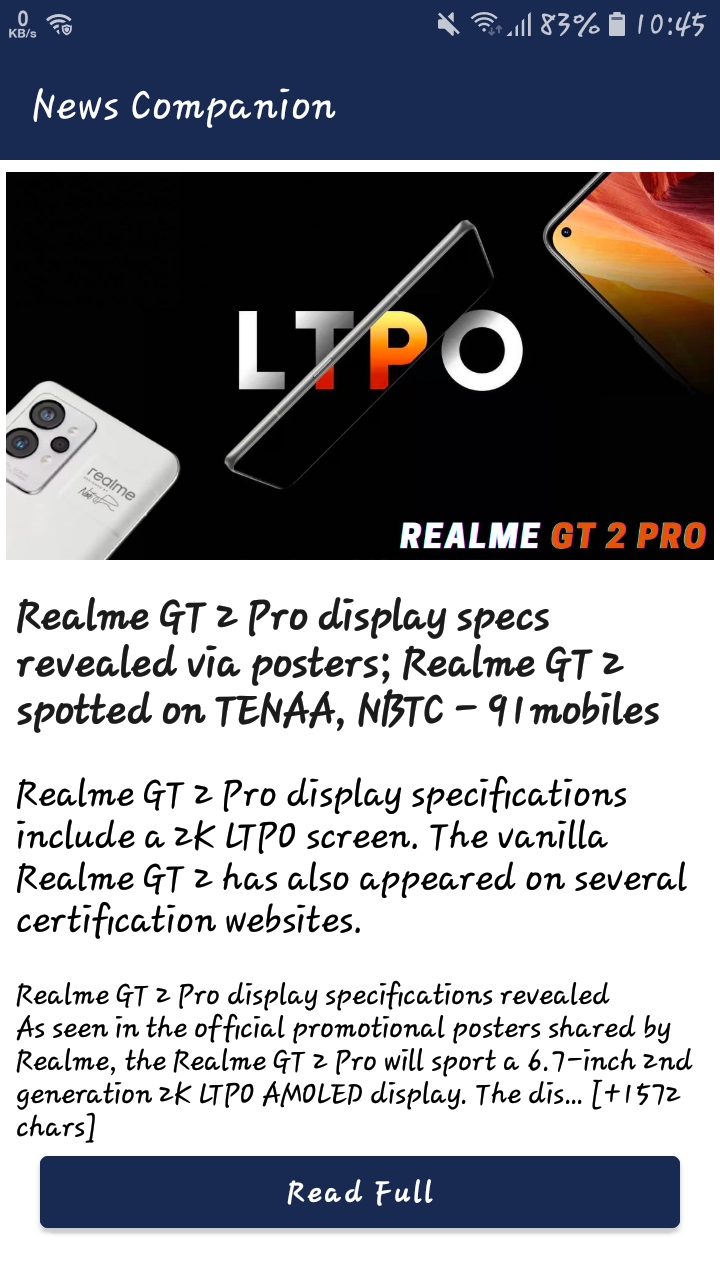 0
KB/s
83% 10:45
News Companion
LTPO
realme
REALME GT 2 PRO
Realme GT 2 Pro display specs
revealed via posters; Realme GT 2
spotted on TENAA, NBTC – 91mobiles
Realme GT 2 Pro display specifications
include a 2K LTPO screen. The vanilla
Realme GT 2 has also appeared on several
certification websites.
Realme GT 2 Pro display specifications revealed
As seen in the official promotional posters shared by
Realme, the Realme GT 2 Pro will sport a 6.7-inch 2nd
generation 2K LTPO AMOLED display. The dis... [+1572
chars]
Read Full